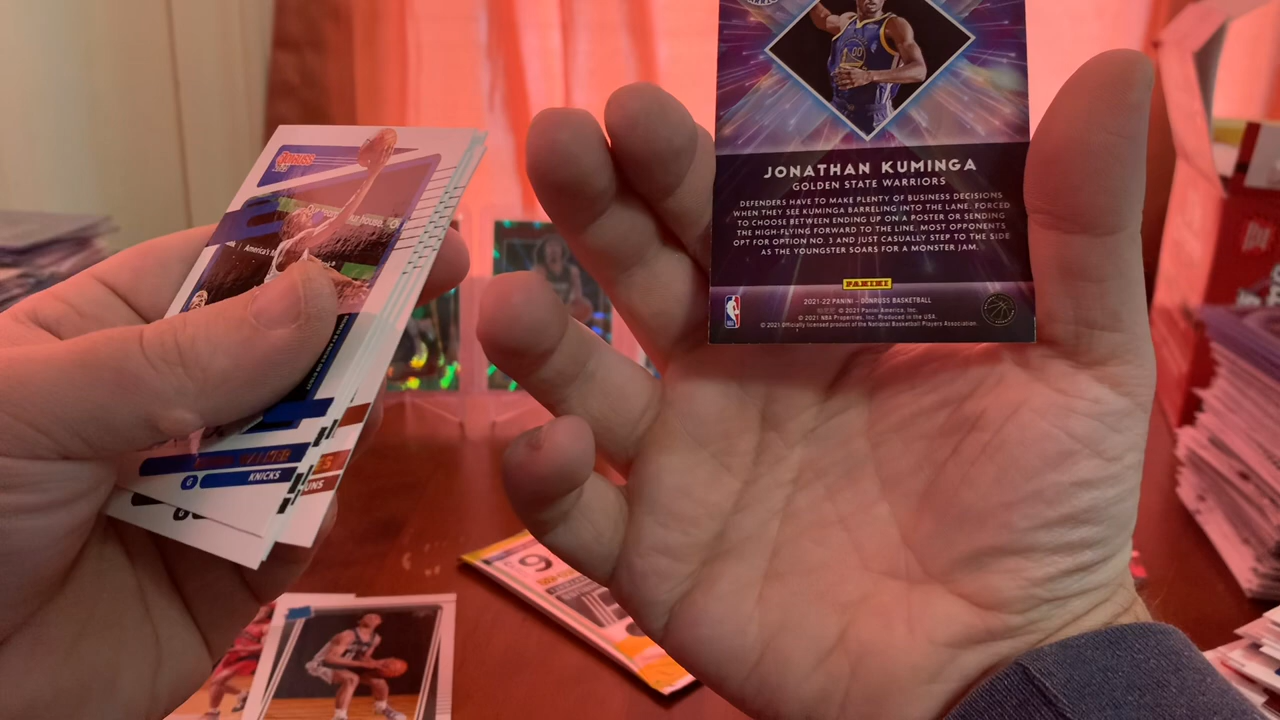 JONATHAN KUMINGA
GOLDEN STATE WARRIORS
DEFENDERS HAVE TO MAKE PLENTY OF BUSINESS DECISIONS
WHEN THEY SEE KUMINGA BARRELING INTO THE LANE. FORCED
TO CHOOSE BETWEEN ENDING UP ON A POSTER OR SENDING
THE HIGH-FLYING FORWARD TO THE LINE, MOST OPPONENTS
OPT FOR OPTION NO. 3 AND JUST CASUALLY STEP TO THE SIDE
AS THE YOUNGSTER SOARS FOR A MONSTER JAM.
PANINI
2021-22 PANINI – DONRUSS BASKETBALL
© 2021 Panini America, Inc.
© 2021 NBA Properties, Inc. Produced in the USA.
© 2021 Officially licensed product of the National Basketball Players Association.
DONRUSS
America's
WALKER
G KNICKS
UNS
9